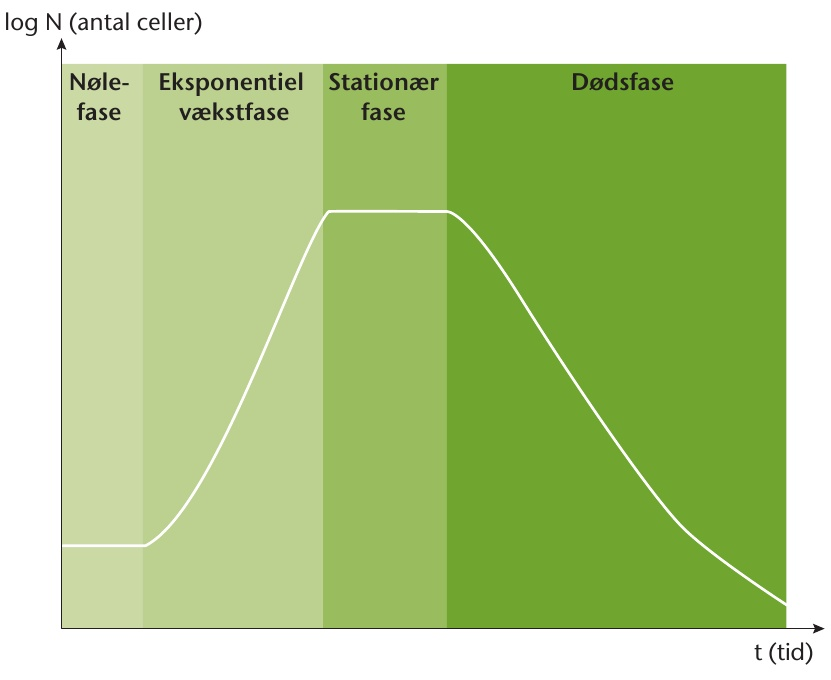 log N (antal celler)
Nøle-
fase
Eksponentiel
vækstfase
Stationær
fase
Dødsfase
t (tid)